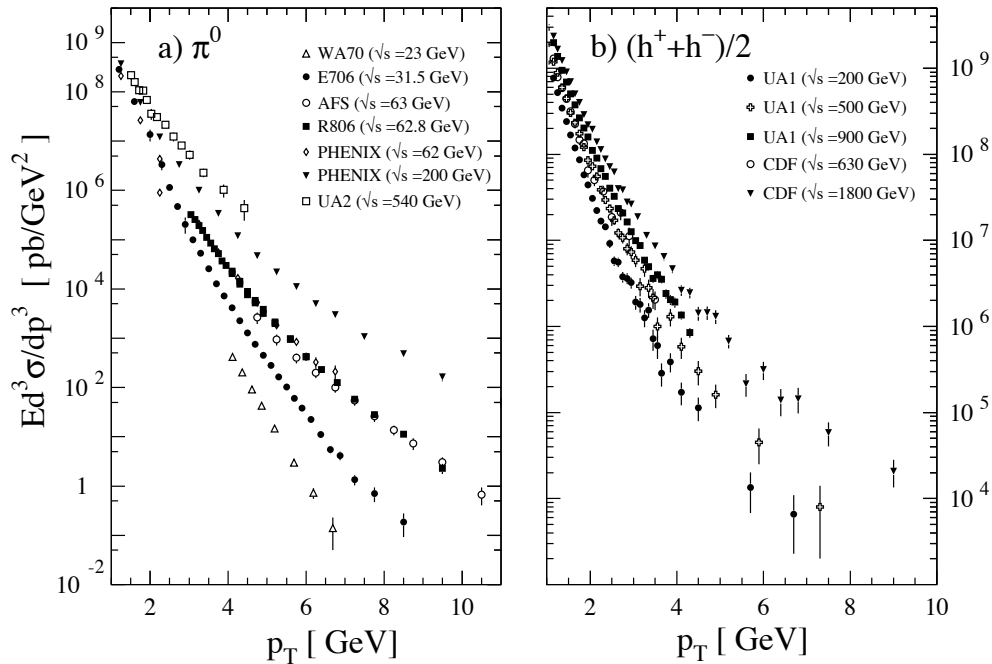 a) π⁰
WA70 (√s =23 GeV)
E706 (√s =31.5 GeV)
AFS (√s =63 GeV)
R806 (√s =62.8 GeV)
PHENIX (√s =62 GeV)
PHENIX (√s =200 GeV)
UA2 (√s =540 GeV)
Ed³σ/dp³ [ pb/GeV² ]
10⁹
10⁸
10⁶
10⁴
10²
1
10⁻²
2
4
6
8
10
p_T [ GeV]
b) (h⁺+h⁻)/2
UA1 (√s =200 GeV)
UA1 (√s =500 GeV)
UA1 (√s =900 GeV)
CDF (√s =630 GeV)
CDF (√s =1800 GeV)
10⁹
10⁸
10⁷
10⁶
10⁵
10⁴
2
4
6
8
10
p_T [ GeV]